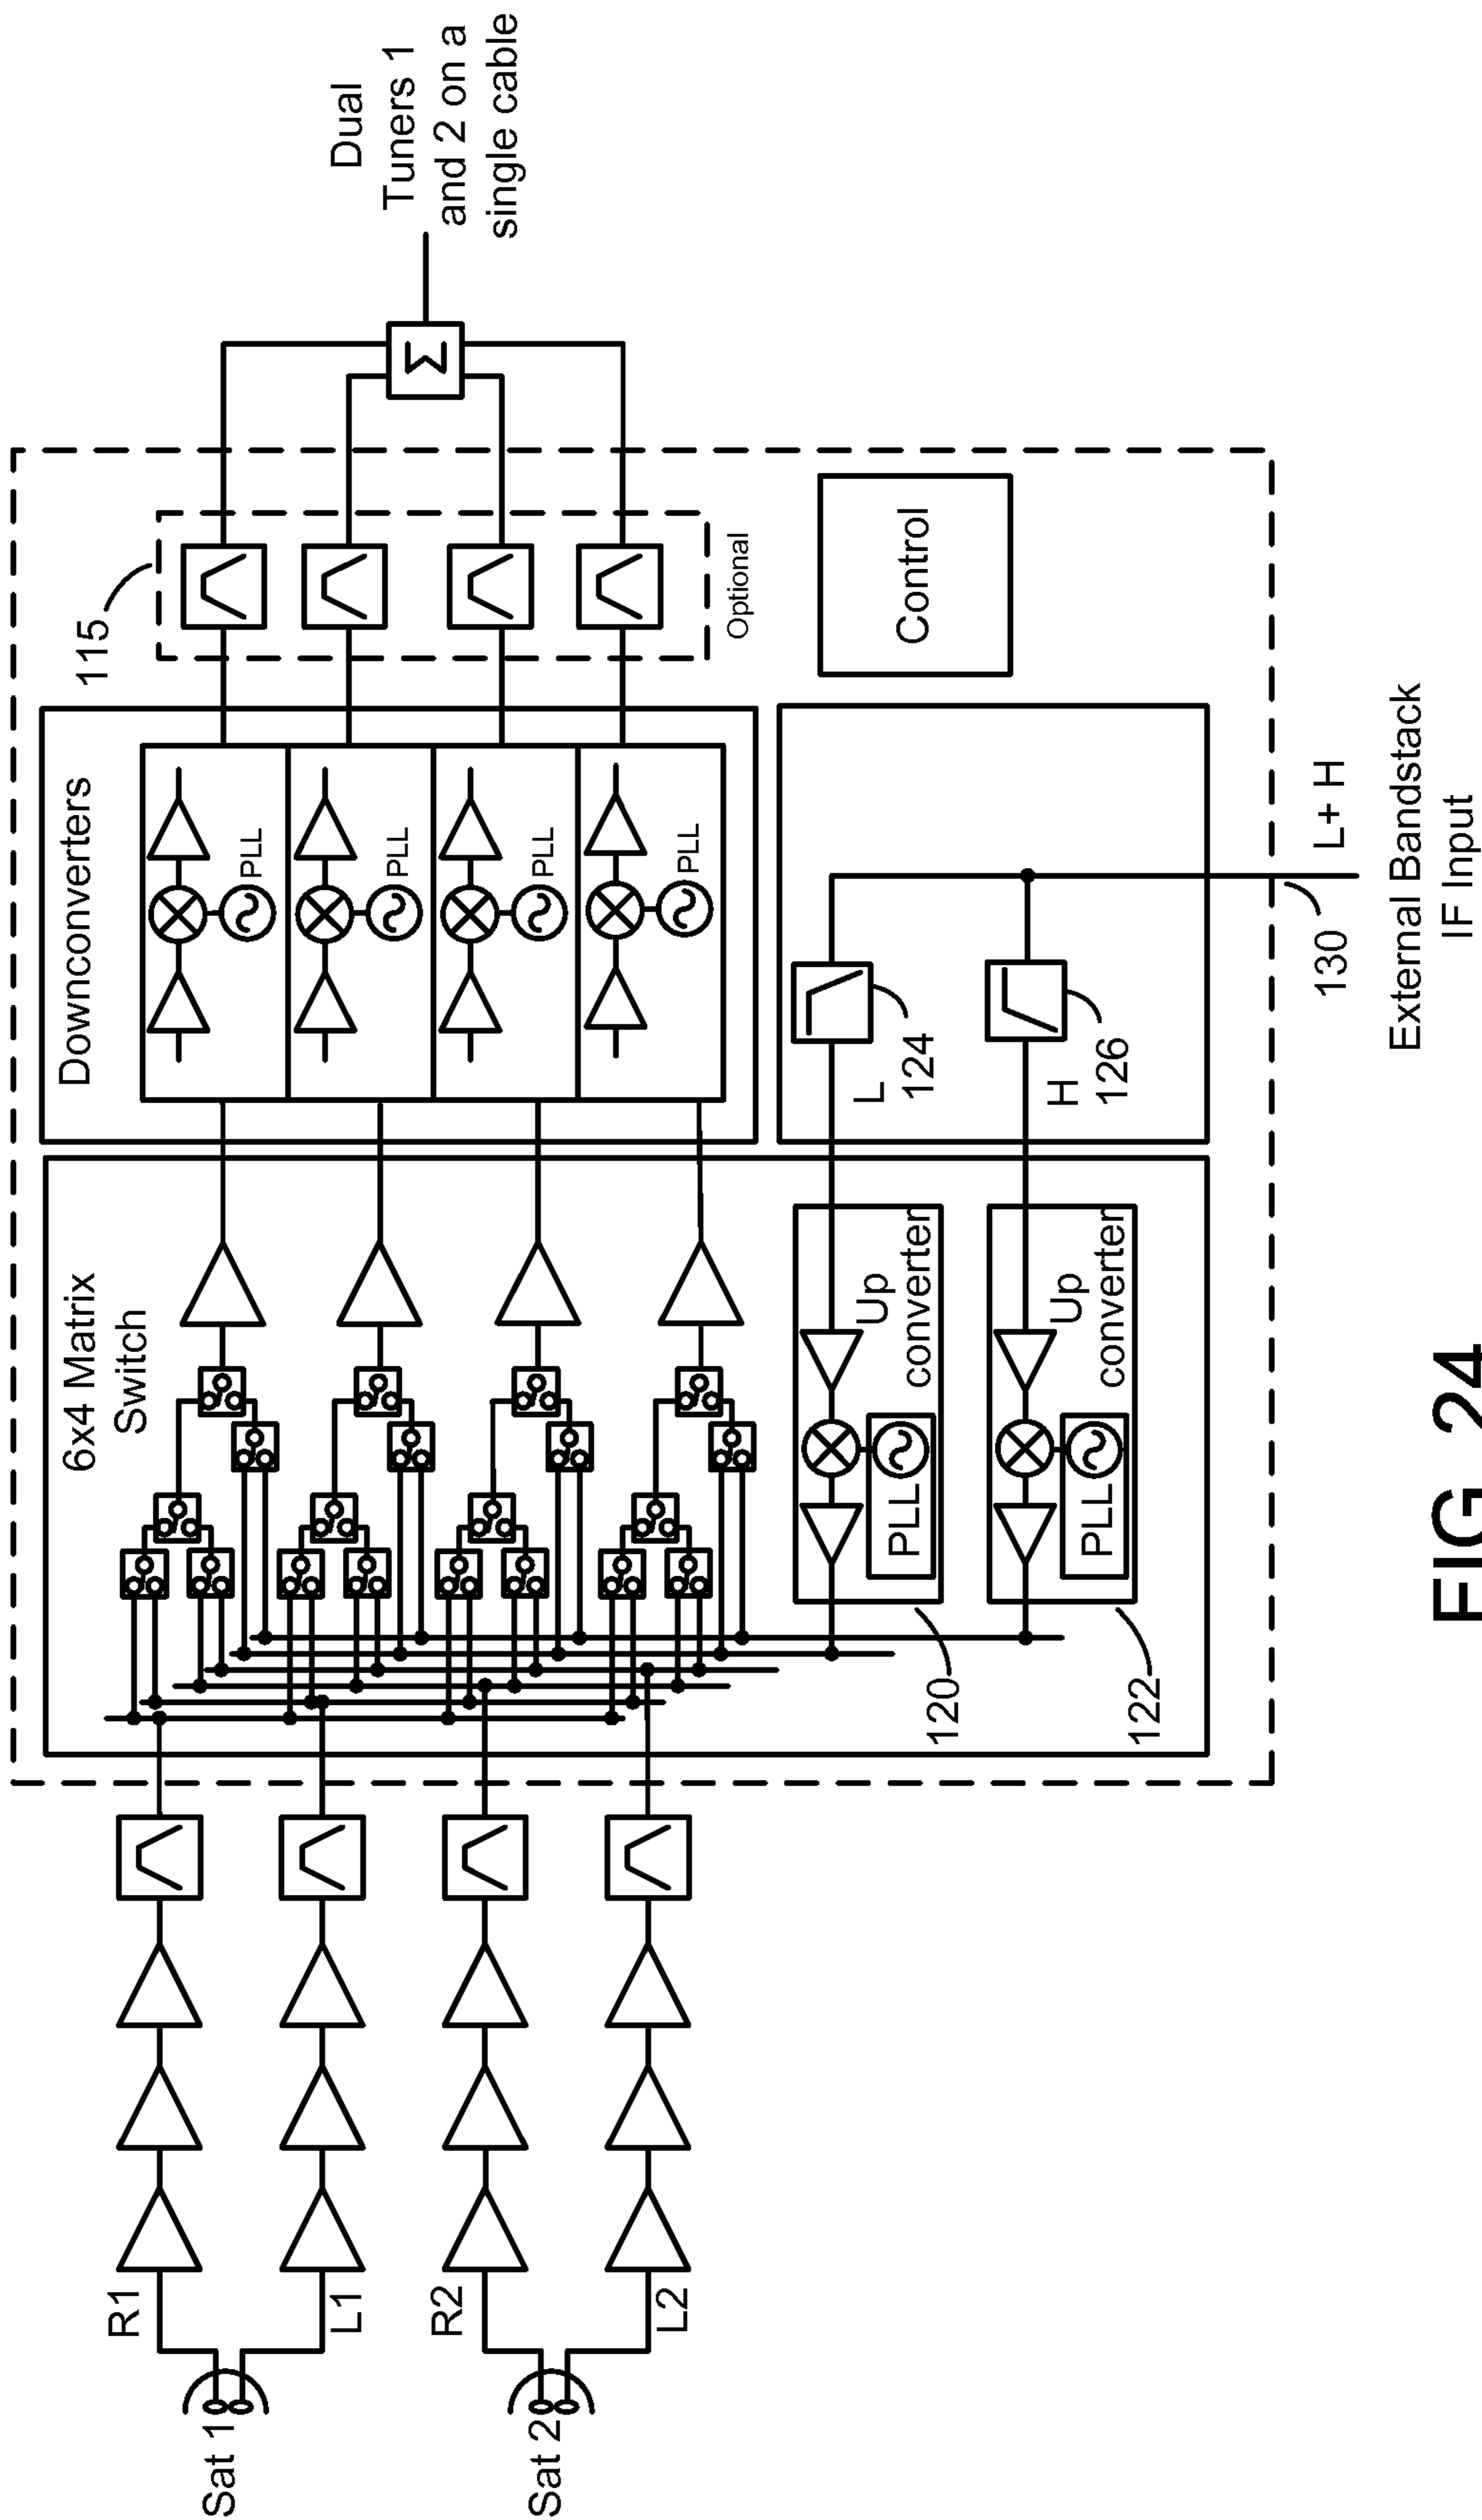 Sat 1
Sat 2
R1
L1
R2
L2
6x4 Matrix
Switch
Downconverters
PLL
PLL
PLL
PLL
115
Optional
Dual
Tuners 1
and 2 on a
single cable
Up
converter
PLL
120
Up
converter
PLL
122
L
124
H
126
Control
130
L+ H
External Bandstack
IF Input
FIG. 24